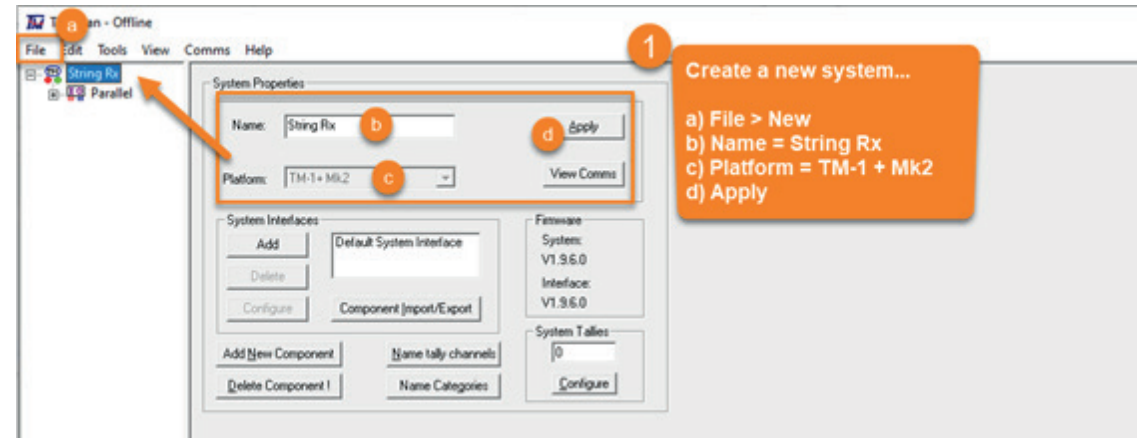 an - Offline
a
File Edit Tools View Comms Help
String Rx
Parallel
System Properties
Name: String Rx
b
d
Apply
Platform: TM-1+ Mk2
c
View Comms
System Interfaces
Add
Default System Interface
Delete
Configure
Component Import/Export
Firmware
System:
V1.9.6.0
Interface:
V1.9.6.0
System Tallies
0
Configure
Add New Component
Name tally channels
Delete Component !
Name Categories
1
Create a new system...
a) File > New
b) Name = String Rx
c) Platform = TM-1 + Mk2
d) Apply